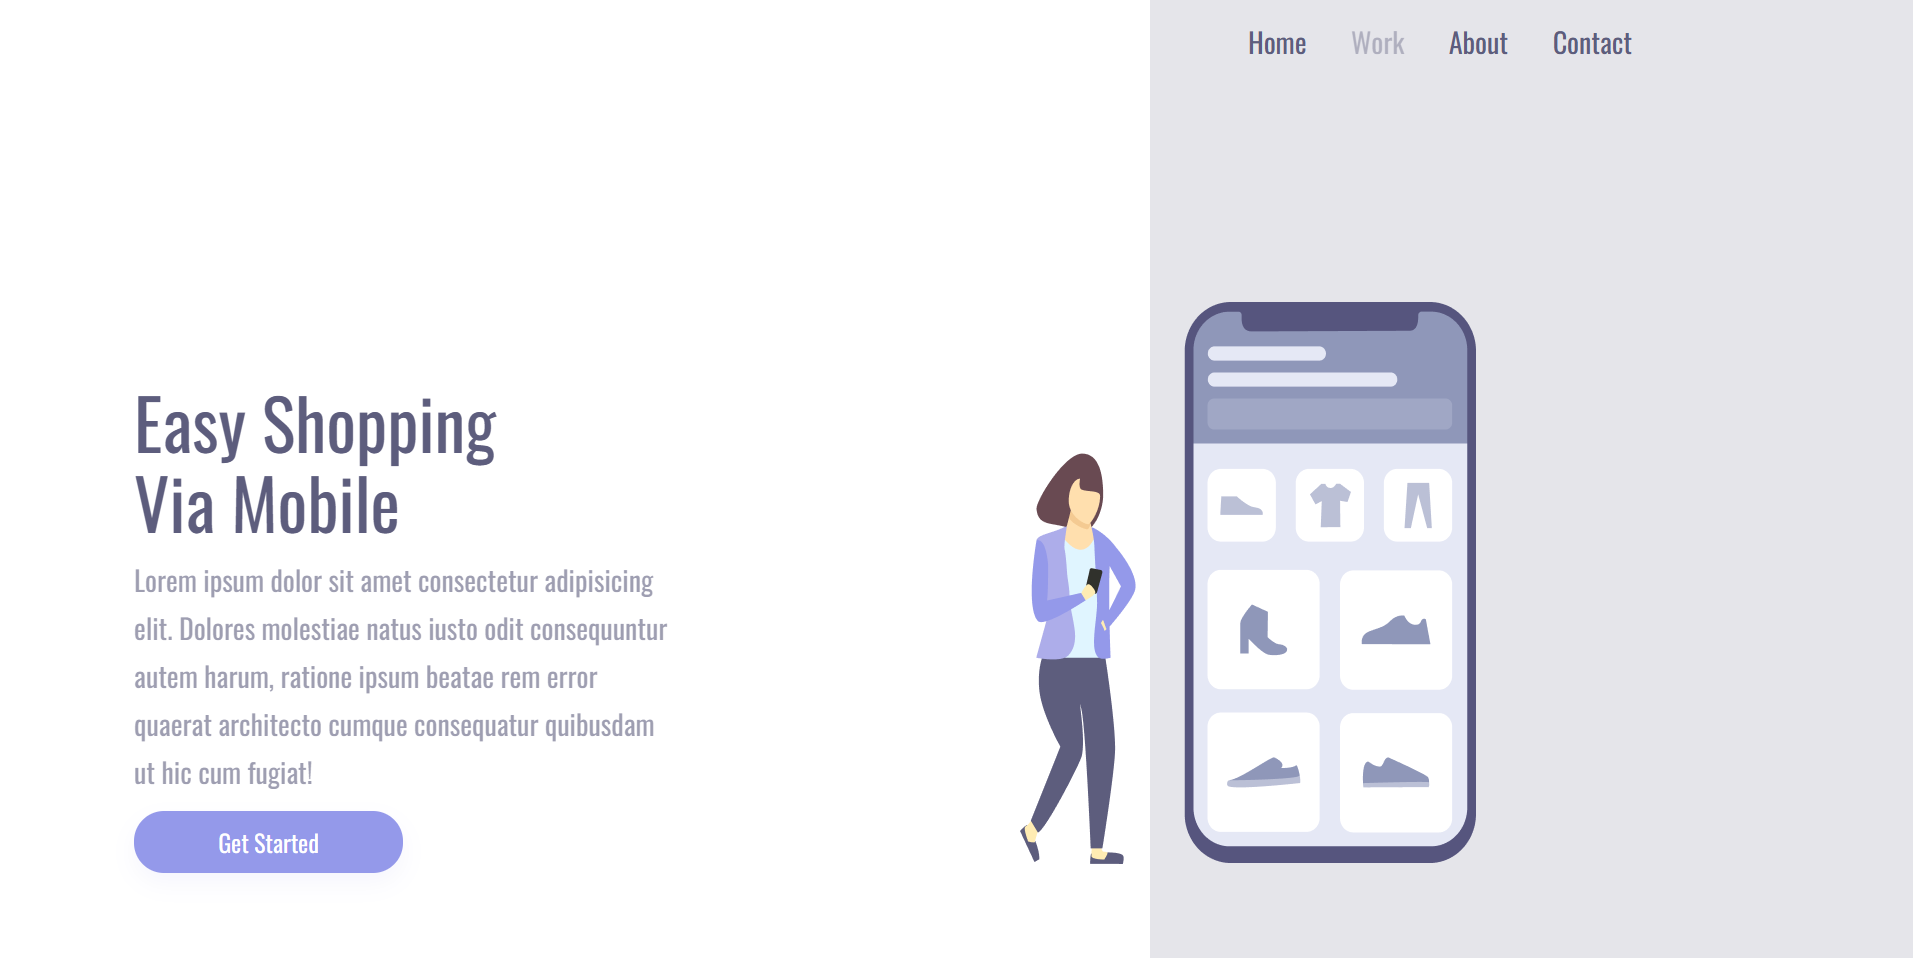 Home Work About Contact
Easy Shopping
Via Mobile
Lorem ipsum dolor sit amet consectetur adipisicing
elit. Dolores molestiae natus iusto odit consequuntur
autem harum, ratione ipsum beatae rem error
quaerat architecto cumque consequatur quibusdam
ut hic cum fugiat!
Get Started